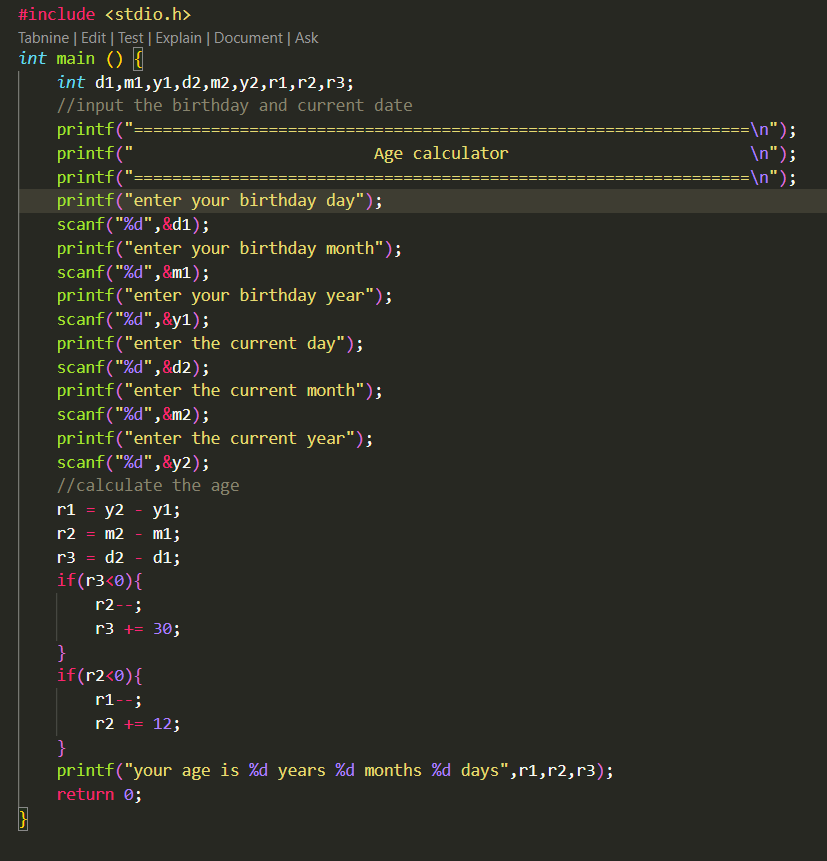 #include <stdio.h>
Tabnine | Edit | Test | Explain | Document | Ask
int main () {
    int d1,m1,y1,d2,m2,y2,r1,r2,r3;
    //input the birthday and current date
    printf("================================================================\n");
    printf("                         Age calculator                         \n");
    printf("================================================================\n");
    printf("enter your birthday day");
    scanf("%d",&d1);
    printf("enter your birthday month");
    scanf("%d",&m1);
    printf("enter your birthday year");
    scanf("%d",&y1);
    printf("enter the current day");
    scanf("%d",&d2);
    printf("enter the current month");
    scanf("%d",&m2);
    printf("enter the current year");
    scanf("%d",&y2);
    //calculate the age
    r1 = y2 - y1;
    r2 = m2 - m1;
    r3 = d2 - d1;
    if(r3<0){
        r2--;
        r3 += 30;
    }
    if(r2<0){
        r1--;
        r2 += 12;
    }
    printf("your age is %d years %d months %d days",r1,r2,r3);
    return 0;
}